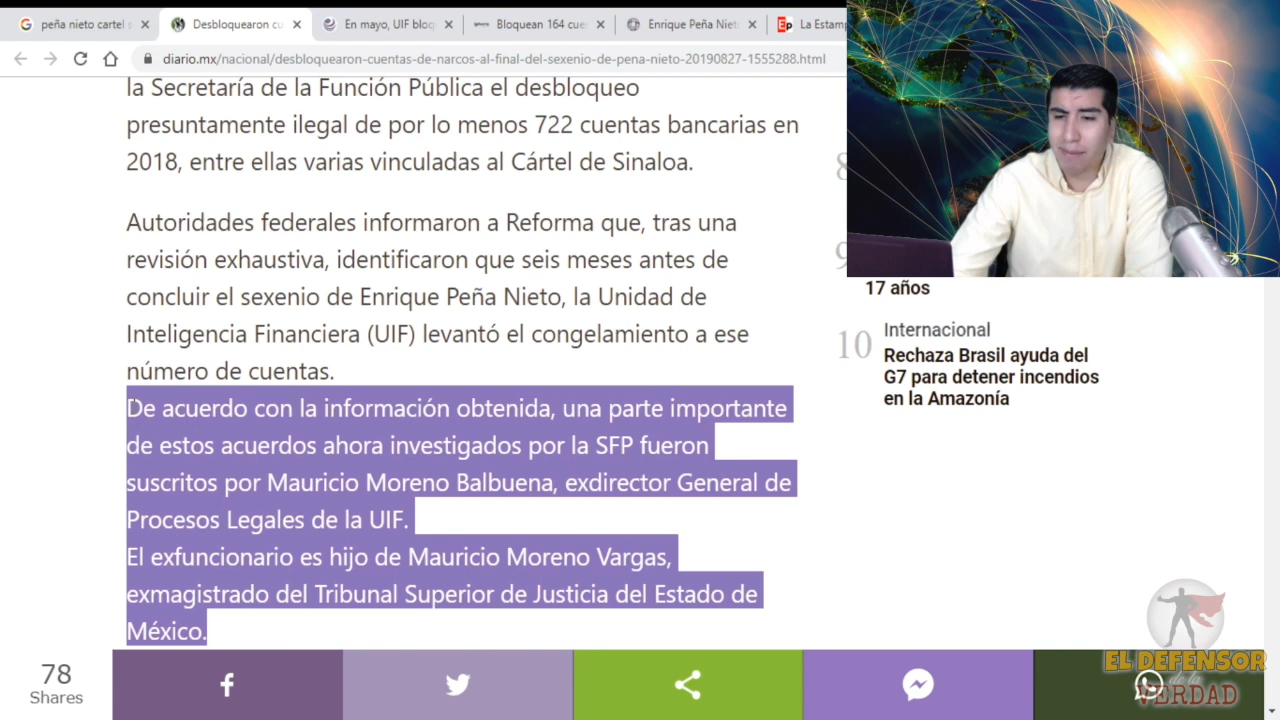 peña nieto cartel s
Desbloquearon cu
En mayo, UIF bloq
Bloquean 164 cue
Enrique Peña Niet
Ep
La Estamp
diario.mx/nacional/desbloquearon-cuentas-de-narcos-al-final-del-sexenio-de-pena-nieto-20190827-1555288.html
la Secretaría de la Función Pública el desbloqueo
presuntamente ilegal de por lo menos 722 cuentas bancarias en
2018, entre ellas varias vinculadas al Cártel de Sinaloa.
Autoridades federales informaron a Reforma que, tras una
revisión exhaustiva, identificaron que seis meses antes de
concluir el sexenio de Enrique Peña Nieto, la Unidad de
Inteligencia Financiera (UIF) levantó el congelamiento a ese
número de cuentas.
De acuerdo con la información obtenida, una parte importante
de estos acuerdos ahora investigados por la SFP fueron
suscritos por Mauricio Moreno Balbuena, exdirector General de
Procesos Legales de la UIF.
El exfuncionario es hijo de Mauricio Moreno Vargas,
exmagistrado del Tribunal Superior de Justicia del Estado de
México.
8
9
17 años
10
Internacional
Rechaza Brasil ayuda del
G7 para detener incendios
en la Amazonía
78
Shares
EL DEFENSOR
de la
VERDAD